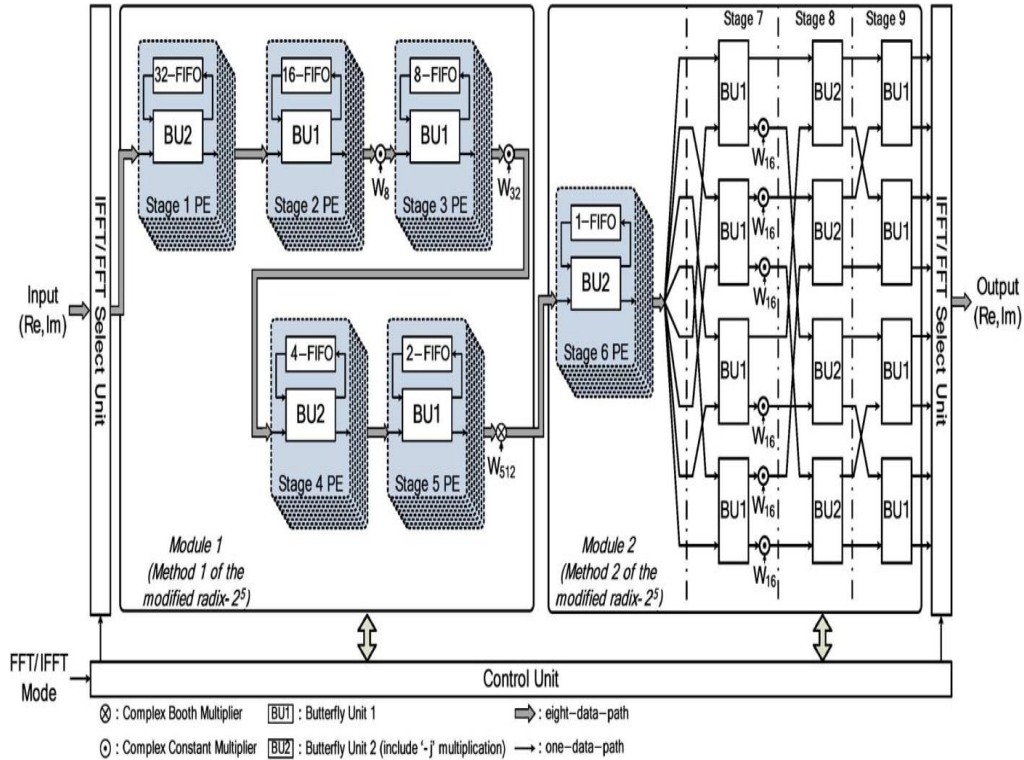 Stage 7
Stage 8
Stage 9
32-FIFO
BU2
Stage 1 PE
16-FIFO
BU1
Stage 2 PE
W8
8-FIFO
BU1
Stage 3 PE
W32
4-FIFO
BU2
Stage 4 PE
2-FIFO
BU1
Stage 5 PE
W512
1-FIFO
BU2
Stage 6 PE
BU1
BU2
BU1
W16
W16
BU1
BU2
BU1
W16
BU1
BU2
BU1
W16
W16
BU1
BU2
BU1
W16
Input
(Re,Im)
IFFT/FFT Select Unit
IFFT/FFT Select Unit
Output
(Re,Im)
Module 1
(Method 1 of the
modified radix-2⁵)
Module 2
(Method 2 of the
modified radix-2⁵)
FFT/IFFT
Mode
Control Unit
: Complex Booth Multiplier
BU1 : Butterfly Unit 1
: eight-data-path
: Complex Constant Multiplier
BU2 : Butterfly Unit 2 (include '-j' multiplication)
: one-data-path